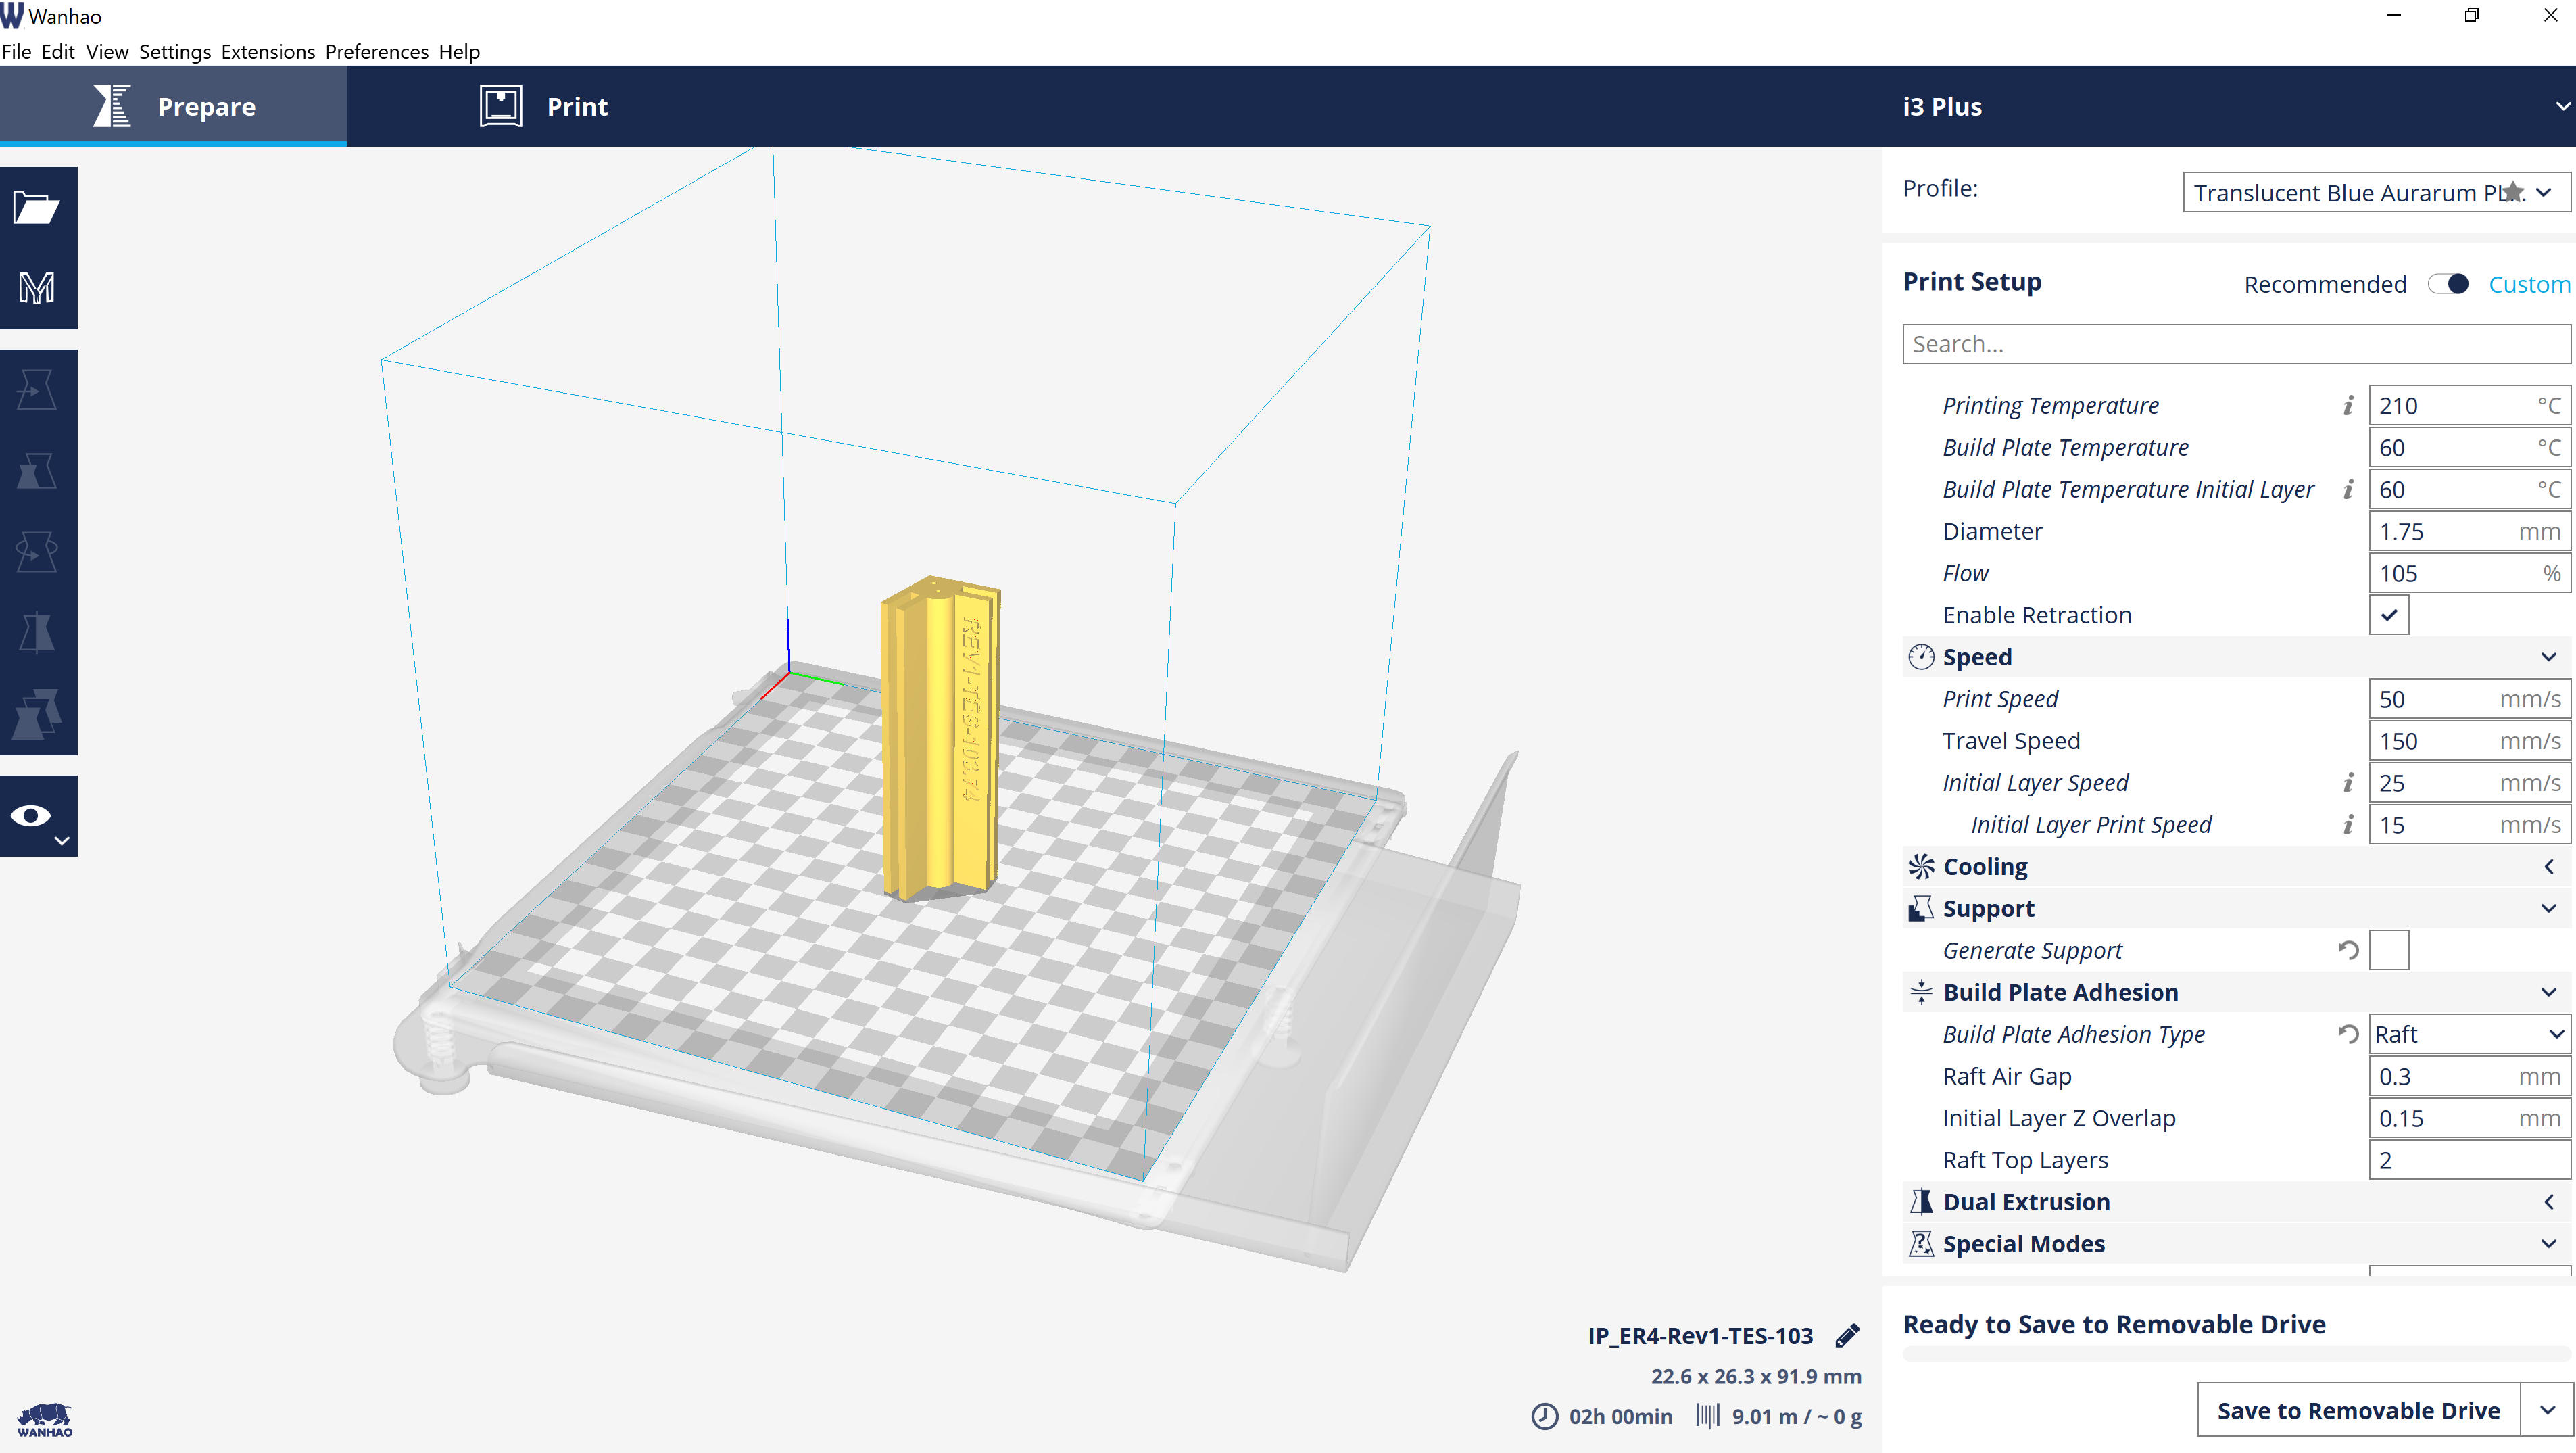 Wanhao
File Edit View Settings Extensions Preferences Help
Prepare
Print
i3 Plus
Profile:
Translucent Blue Aurarum
Print Setup
Recommended
Custom
Search...
Printing Temperature
210 °C
Build Plate Temperature
60 °C
Build Plate Temperature Initial Layer
60 °C
Diameter
1.75 mm
Flow
105 %
Enable Retraction
Speed
Print Speed
50 mm/s
Travel Speed
150 mm/s
Initial Layer Speed
25 mm/s
Initial Layer Print Speed
15 mm/s
Cooling
Support
Generate Support
Build Plate Adhesion
Build Plate Adhesion Type
Raft
Raft Air Gap
0.3 mm
Initial Layer Z Overlap
0.15 mm
Raft Top Layers
2
Dual Extrusion
Special Modes
IP_ER4-Rev1-TES-103
22.6 x 26.3 x 91.9 mm
02h 00min
9.01 m / ~ 0 g
Ready to Save to Removable Drive
Save to Removable Drive
WANHAO